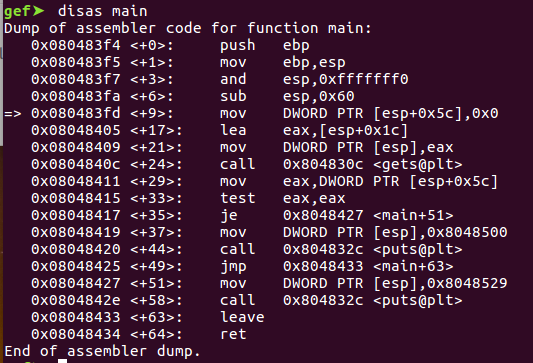 gef➤  disas main
Dump of assembler code for function main:
   0x080483f4 <+0>:     push   ebp
   0x080483f5 <+1>:     mov    ebp,esp
   0x080483f7 <+3>:     and    esp,0xfffffff0
   0x080483fa <+6>:     sub    esp,0x60
=> 0x080483fd <+9>:     mov    DWORD PTR [esp+0x5c],0x0
   0x08048405 <+17>:    lea    eax,[esp+0x1c]
   0x08048409 <+21>:    mov    DWORD PTR [esp],eax
   0x0804840c <+24>:    call   0x804830c <gets@plt>
   0x08048411 <+29>:    mov    eax,DWORD PTR [esp+0x5c]
   0x08048415 <+33>:    test   eax,eax
   0x08048417 <+35>:    je     0x8048427 <main+51>
   0x08048419 <+37>:    mov    DWORD PTR [esp],0x8048500
   0x08048420 <+44>:    call   0x804832c <puts@plt>
   0x08048425 <+49>:    jmp    0x8048433 <main+63>
   0x08048427 <+51>:    mov    DWORD PTR [esp],0x8048529
   0x0804842e <+58>:    call   0x804832c <puts@plt>
   0x08048433 <+63>:    leave
   0x08048434 <+64>:    ret
End of assembler dump.